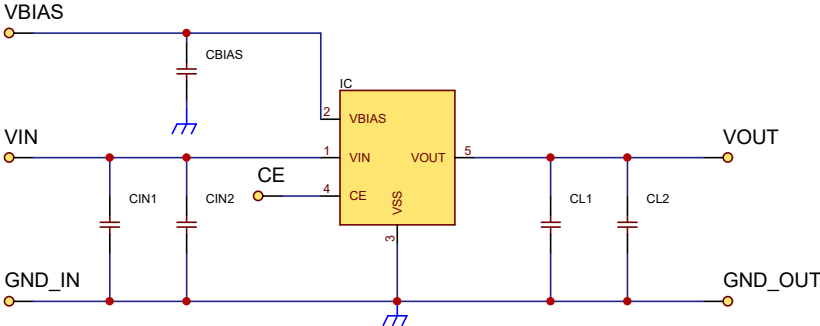 VBIAS
CBIAS
IC
2
VBIAS
VIN
1
VIN
VOUT
5
VOUT
CE
4
CE
VSS
3
CIN1
CIN2
CL1
CL2
GND_IN
GND_OUT